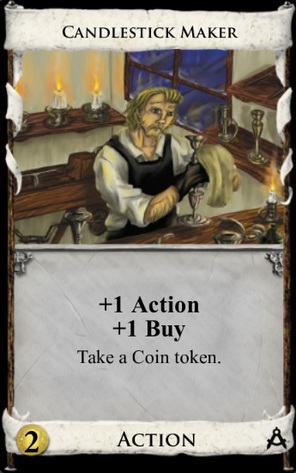 Candlestick Maker
+1 Action
+1 Buy
Take a Coin token.
2
Action